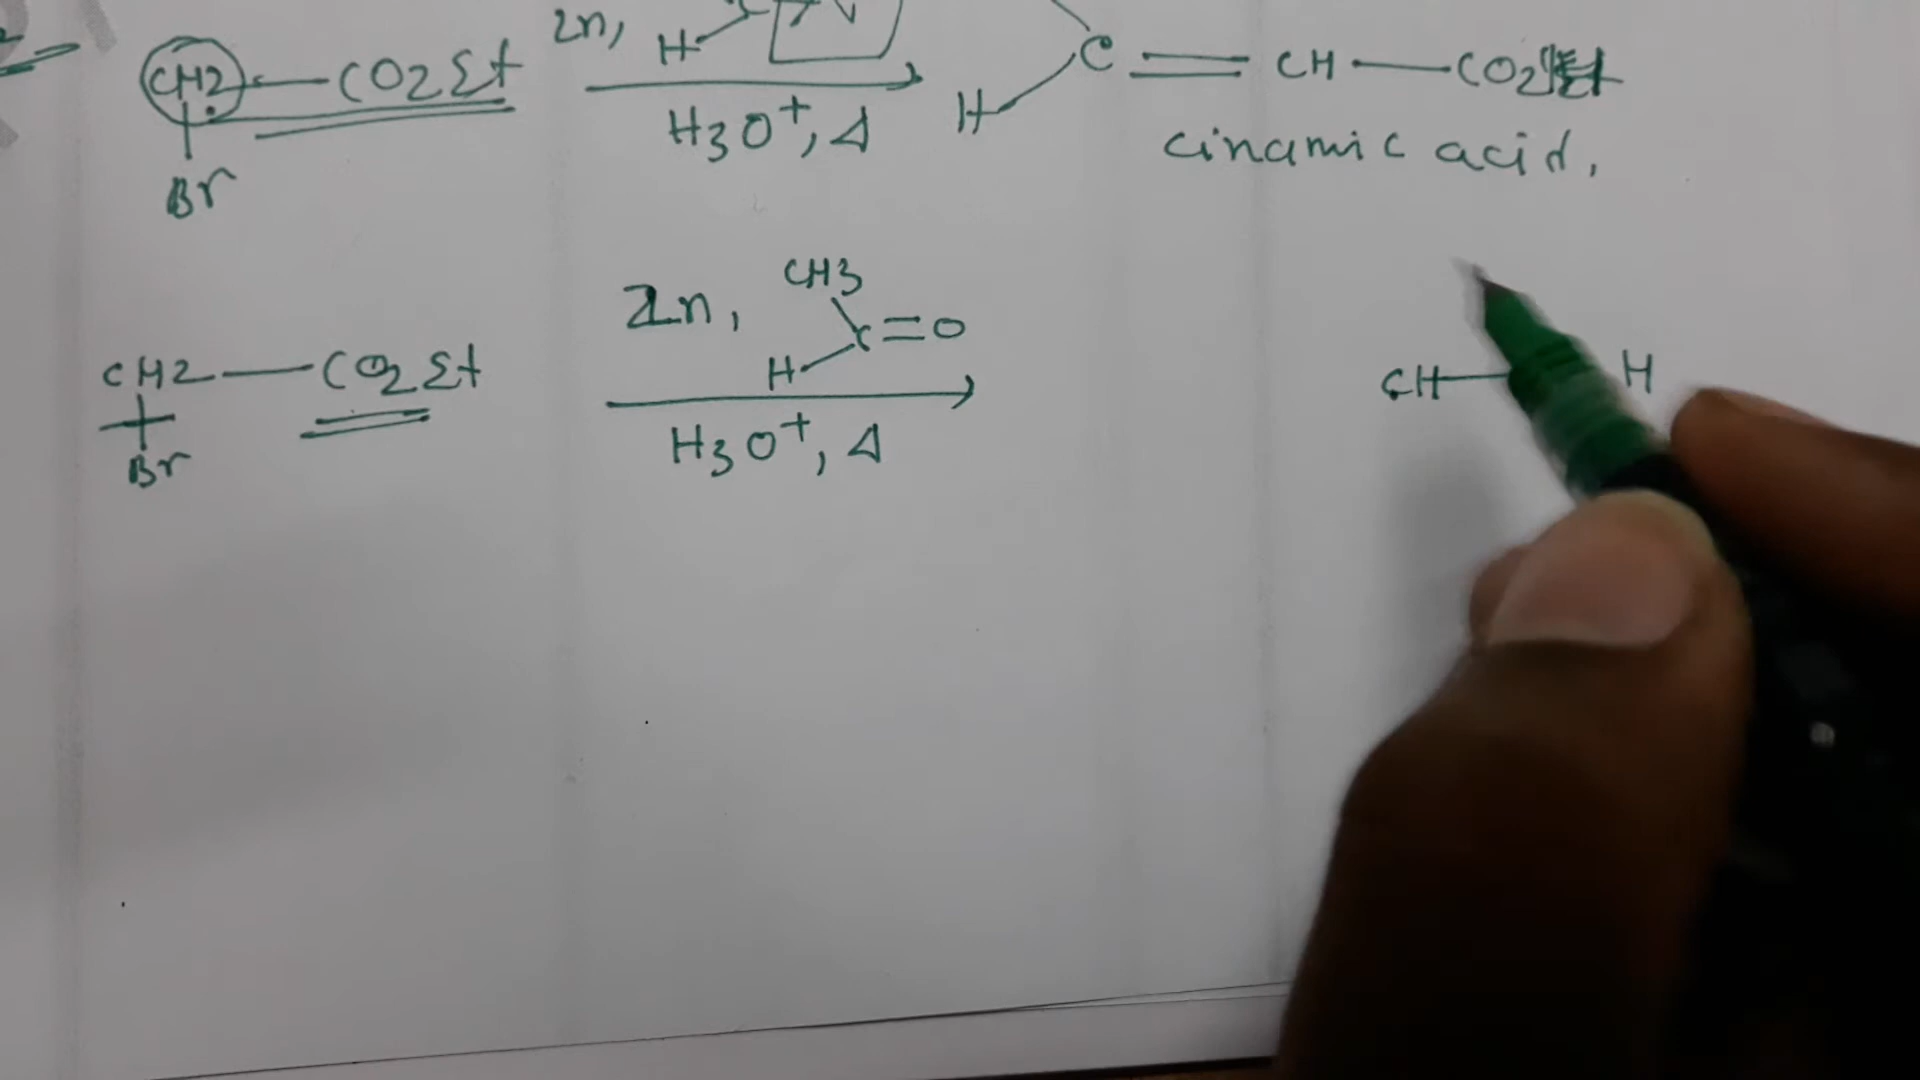 CH2 — CO2Et
Br
Zn, H
H3O+, Δ
C = CH — CO2Et
H
cinamic acid,
CH2 — CO2Et
Br
Zn, CH3
C=O
H
H3O+, Δ
CH — H